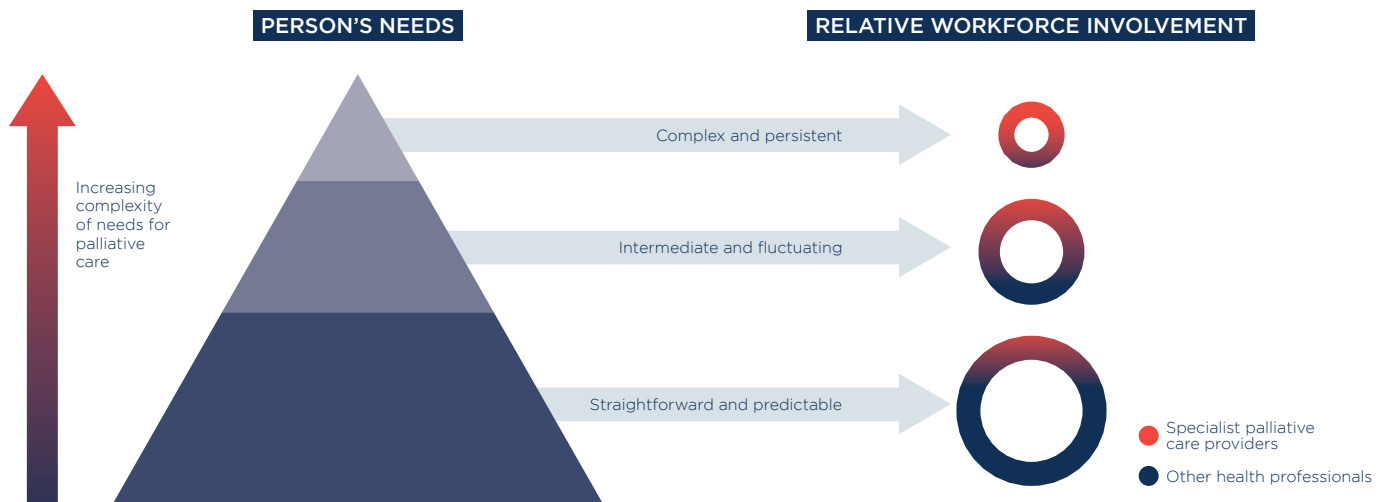 PERSON'S NEEDS
RELATIVE WORKFORCE INVOLVEMENT
Increasing
complexity
of needs for
palliative
care
Complex and persistent
Intermediate and fluctuating
Straightforward and predictable
Specialist palliative
care providers
Other health professionals